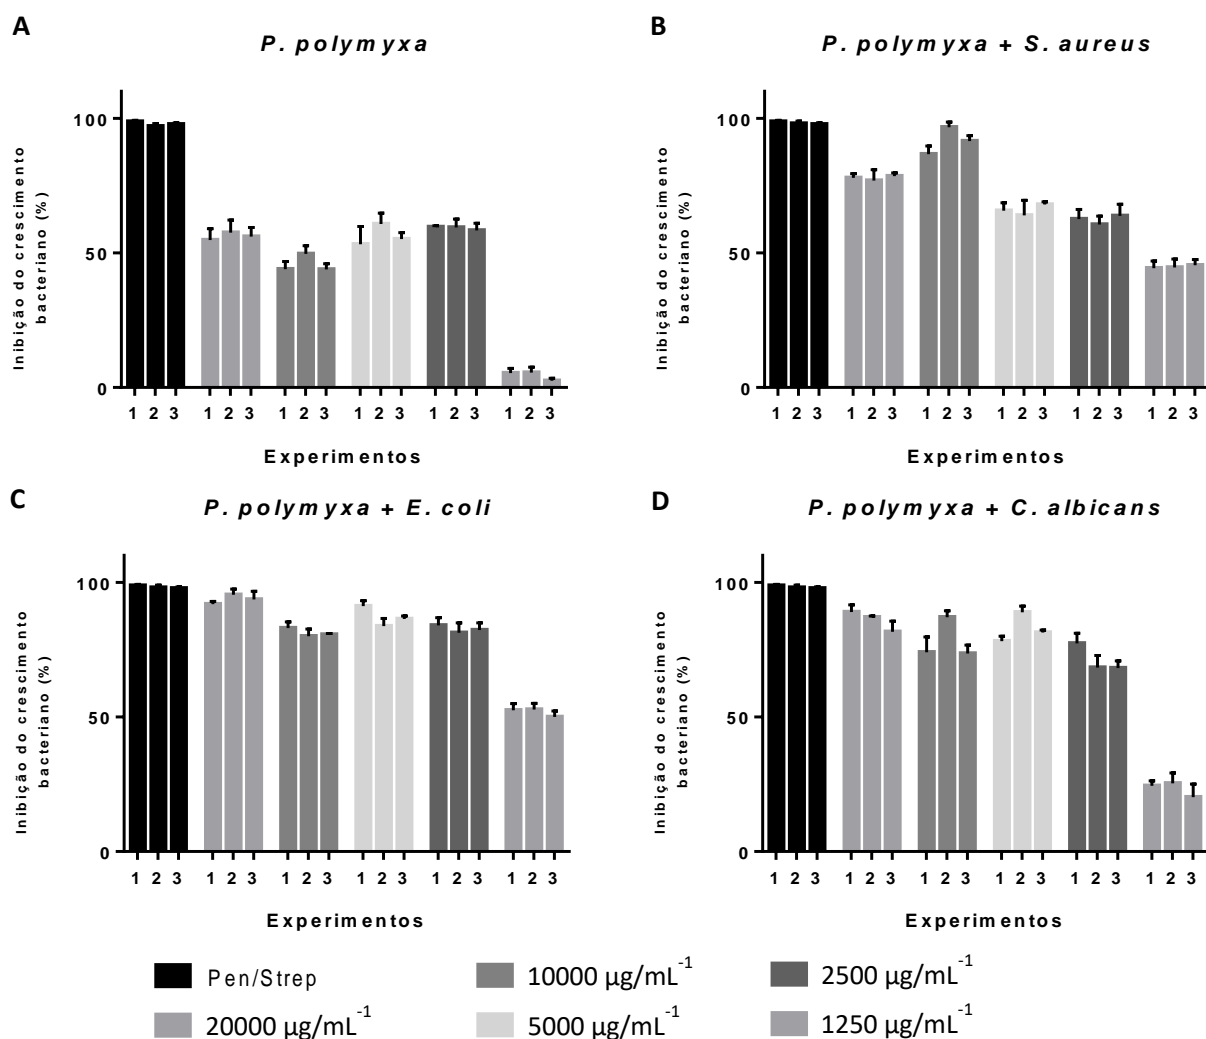 A
P. polymyxa
Inibição do crescimento
bacteriano (%)
100
50
0
1 2 3 1 2 3 1 2 3 1 2 3 1 2 3 1 2 3
Experimentos
B
P. polymyxa + S. aureus
Inibição do crescimento
bacteriano (%)
100
50
0
1 2 3 1 2 3 1 2 3 1 2 3 1 2 3 1 2 3
Experimentos
C
P. polymyxa + E. coli
Inibição do crescimento
bacteriano (%)
100
50
0
1 2 3 1 2 3 1 2 3 1 2 3 1 2 3 1 2 3
Experimentos
D
P. polymyxa + C. albicans
Inibição do crescimento
bacteriano (%)
100
50
0
1 2 3 1 2 3 1 2 3 1 2 3 1 2 3 1 2 3
Experimentos
Pen/Strep
10000 µg/mL⁻¹
2500 µg/mL⁻¹
20000 µg/mL⁻¹
5000 µg/mL⁻¹
1250 µg/mL⁻¹